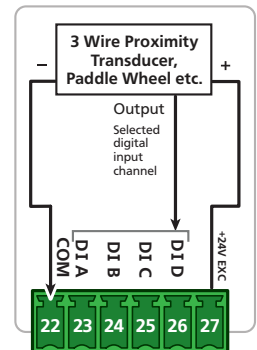 3 Wire Proximity
Transducer,
Paddle Wheel etc.
–
+
Output
Selected
digital
input
channel
COM
DI A
DI B
DI C
DI D
+24V EXC
22 23 24 25 26 27